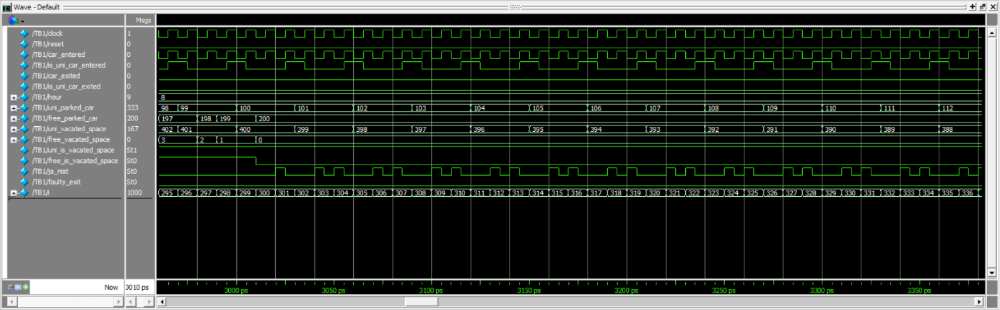 Wave - Default
Msgs
/TB1/clock 1
/TB1/reset 0
/TB1/car_entered 0
/TB1/is_uni_car_entered 0
/TB1/car_exited 0
/TB1/is_uni_car_exited 0
/TB1/hour 9 8
/TB1/uni_parked_car 333 98 99 100 101 102 103 104 105 106 107 108 109 110 111 112
/TB1/free_parked_car 200 197 198 199 200
/TB1/uni_vacated_space 167 402 401 400 399 398 397 396 395 394 393 392 391 390 389 388
/TB1/free_vacated_space 0 3 2 1 0
/TB1/uni_is_vacated_space St1
/TB1/free_is_vacated_space St0
/TB1/ja_nist St0
/TB1/faulty_exit St0
/TB1/i 1000 295 296 297 298 299 300 301 302 303 304 305 306 307 308 309 310 311 312 313 314 315 316 317 318 319 320 321 322 323 324 325 326 327 328 329 330 331 332 333 334 335 336
Now 0010 ps 3000 ps 3050 ps 3100 ps 3150 ps 3200 ps 3250 ps 3300 ps 3350 ps